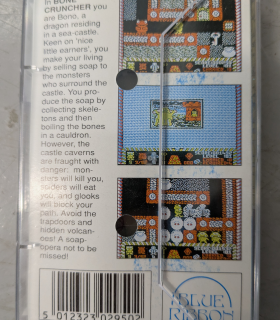 In BONE
CRUNCHER you
are Bono, a
dragon residing
in a sea-castle.
Keen on 'nice
little earners', you
make your living
by selling soap to
the monsters
who surround the
castle. You pro-
duce the soap by
collecting skele-
tons and then
boiling the bones
in a cauldron.
However, the
castle caverns
are fraught with
danger: mon-
sters will kill you,
spiders will eat
you, and glooks
will block your
path. Avoid the
trapdoors and
hidden volcan-
oes! A soap-
opera not to be
missed!
BLUE
RIBBON
5 012323 029502